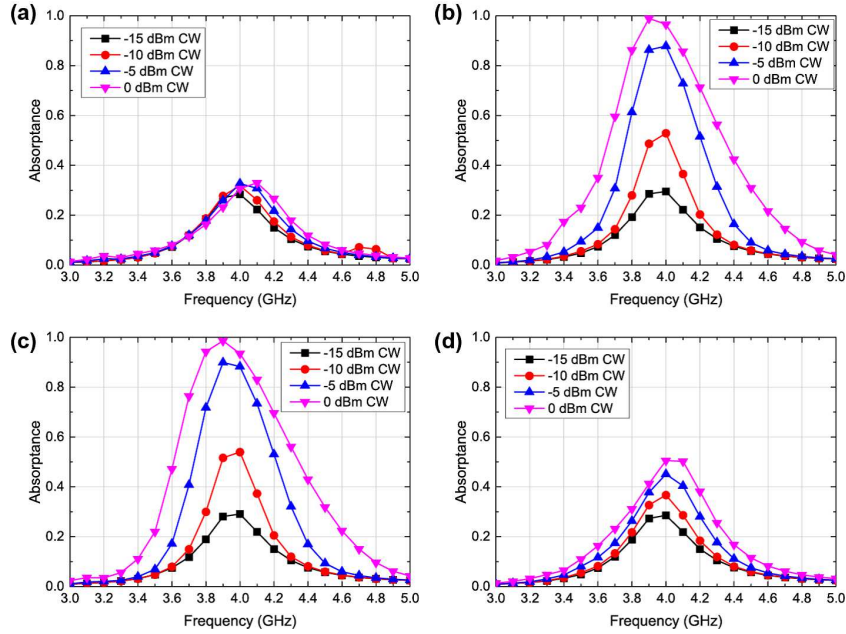 (a)
-15 dBm CW
-10 dBm CW
-5 dBm CW
0 dBm CW
1.0
0.8
0.6
0.4
0.2
0.0
Absorptance
3.0 3.2 3.4 3.6 3.8 4.0 4.2 4.4 4.6 4.8 5.0
Frequency (GHz)
(b)
-15 dBm CW
-10 dBm CW
-5 dBm CW
0 dBm CW
1.0
0.8
0.6
0.4
0.2
0.0
Absorptance
3.0 3.2 3.4 3.6 3.8 4.0 4.2 4.4 4.6 4.8 5.0
Frequency (GHz)
(c)
-15 dBm CW
-10 dBm CW
-5 dBm CW
0 dBm CW
1.0
0.8
0.6
0.4
0.2
0.0
Absorptance
3.0 3.2 3.4 3.6 3.8 4.0 4.2 4.4 4.6 4.8 5.0
Frequency (GHz)
(d)
-15 dBm CW
-10 dBm CW
-5 dBm CW
0 dBm CW
1.0
0.8
0.6
0.4
0.2
0.0
Absorptance
3.0 3.2 3.4 3.6 3.8 4.0 4.2 4.4 4.6 4.8 5.0
Frequency (GHz)